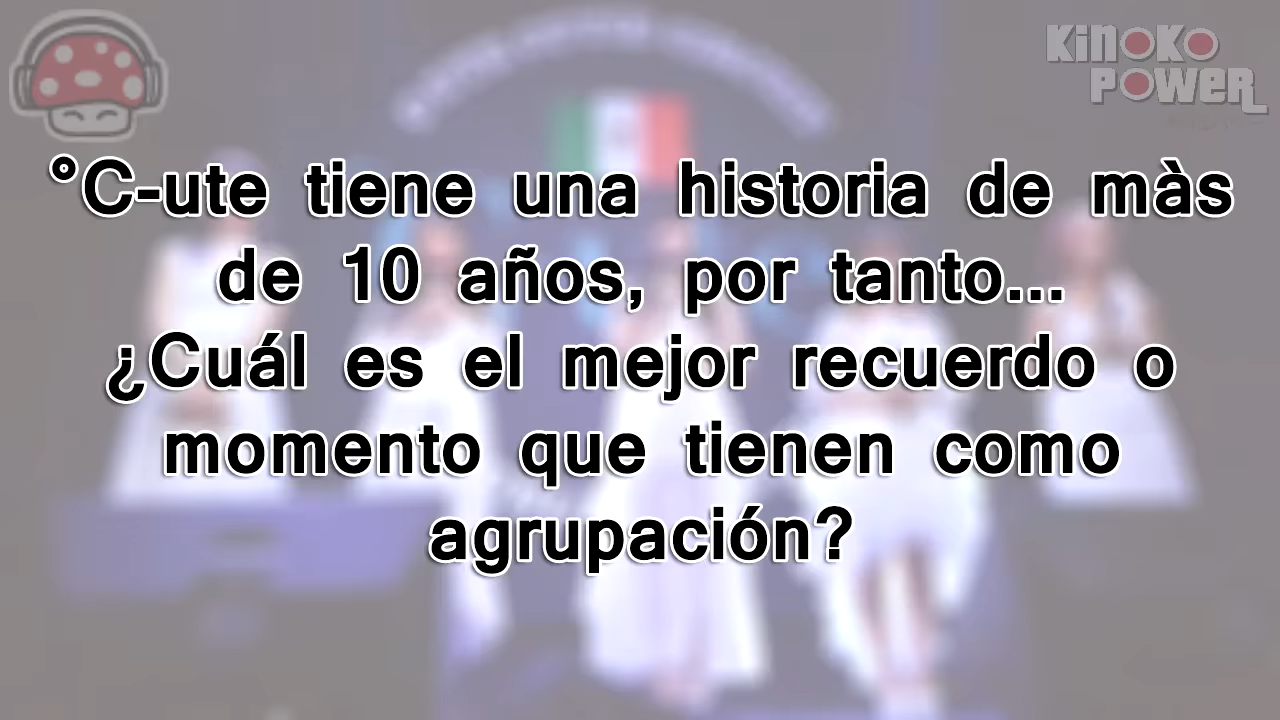 KiNOKO
POWER
°C-ute tiene una historia de màs
de 10 años, por tanto...
¿Cuál es el mejor recuerdo o
momento que tienen como
agrupación?